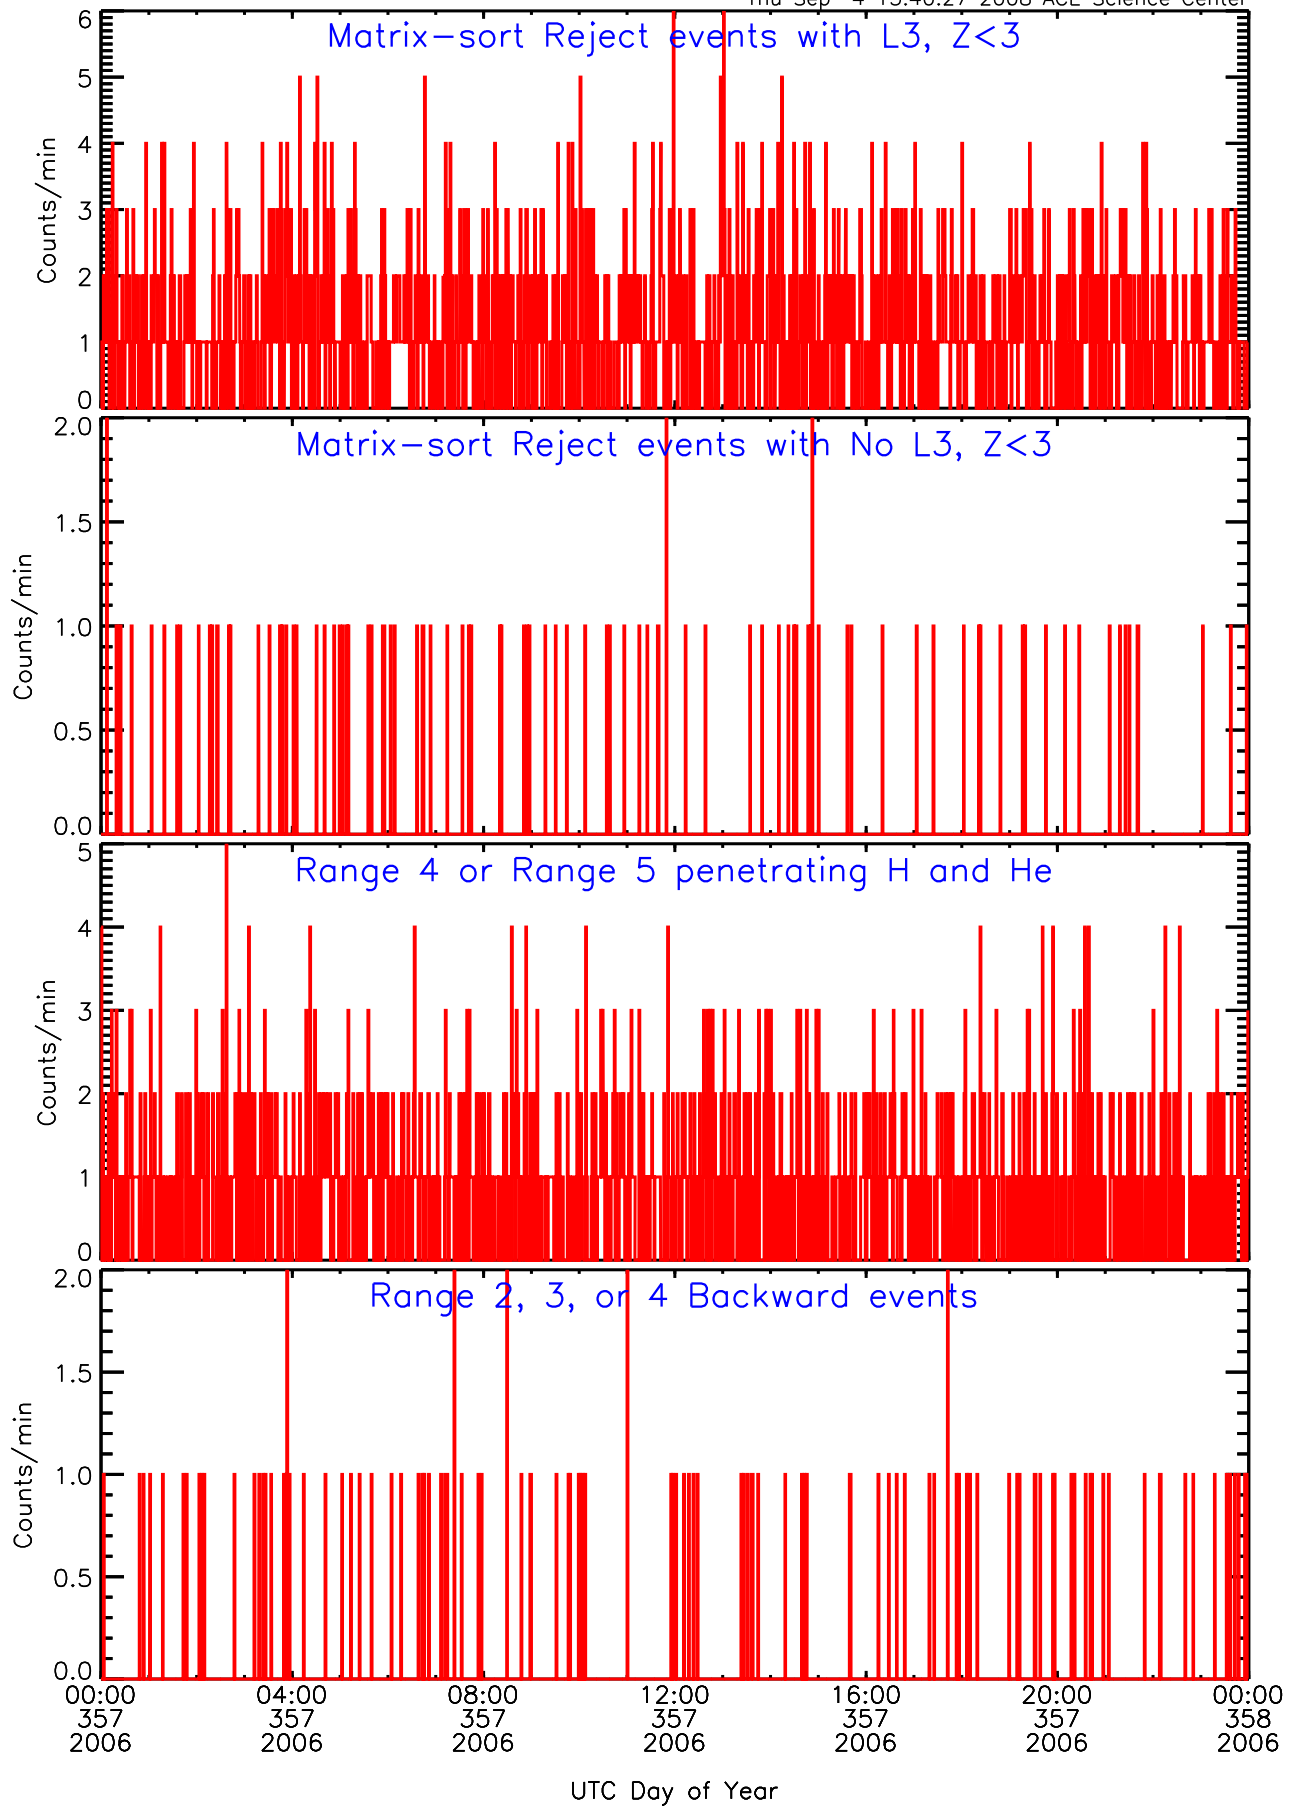 Matrix-sort Reject events with L3, Z<3
6
5
4
3
2
1
0
Counts/min
Matrix-sort Reject events with No L3, Z<3
2.0
1.5
1.0
0.5
0.0
Counts/min
Range 4 or Range 5 penetrating H and He
5
4
3
2
1
0
Counts/min
Range 2, 3, or 4 Backward events
2.0
1.5
1.0
0.5
0.0
Counts/min
00:00 04:00 08:00 12:00 16:00 20:00 00:00
357 357 357 357 357 357 358
2006 2006 2006 2006 2006 2006 2006
UTC Day of Year